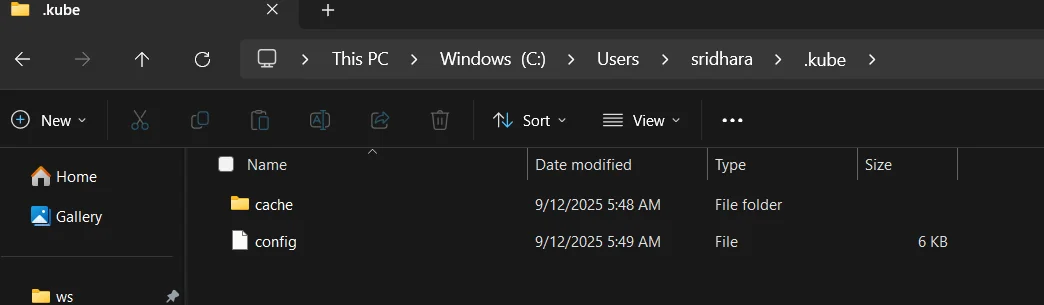 .kube
This PC > Windows (C:) > Users > sridhara > .kube >
New Sort View
Name Date modified Type Size
Home
Gallery
cache 9/12/2025 5:48 AM File folder
config 9/12/2025 5:49 AM File 6 KB
ws